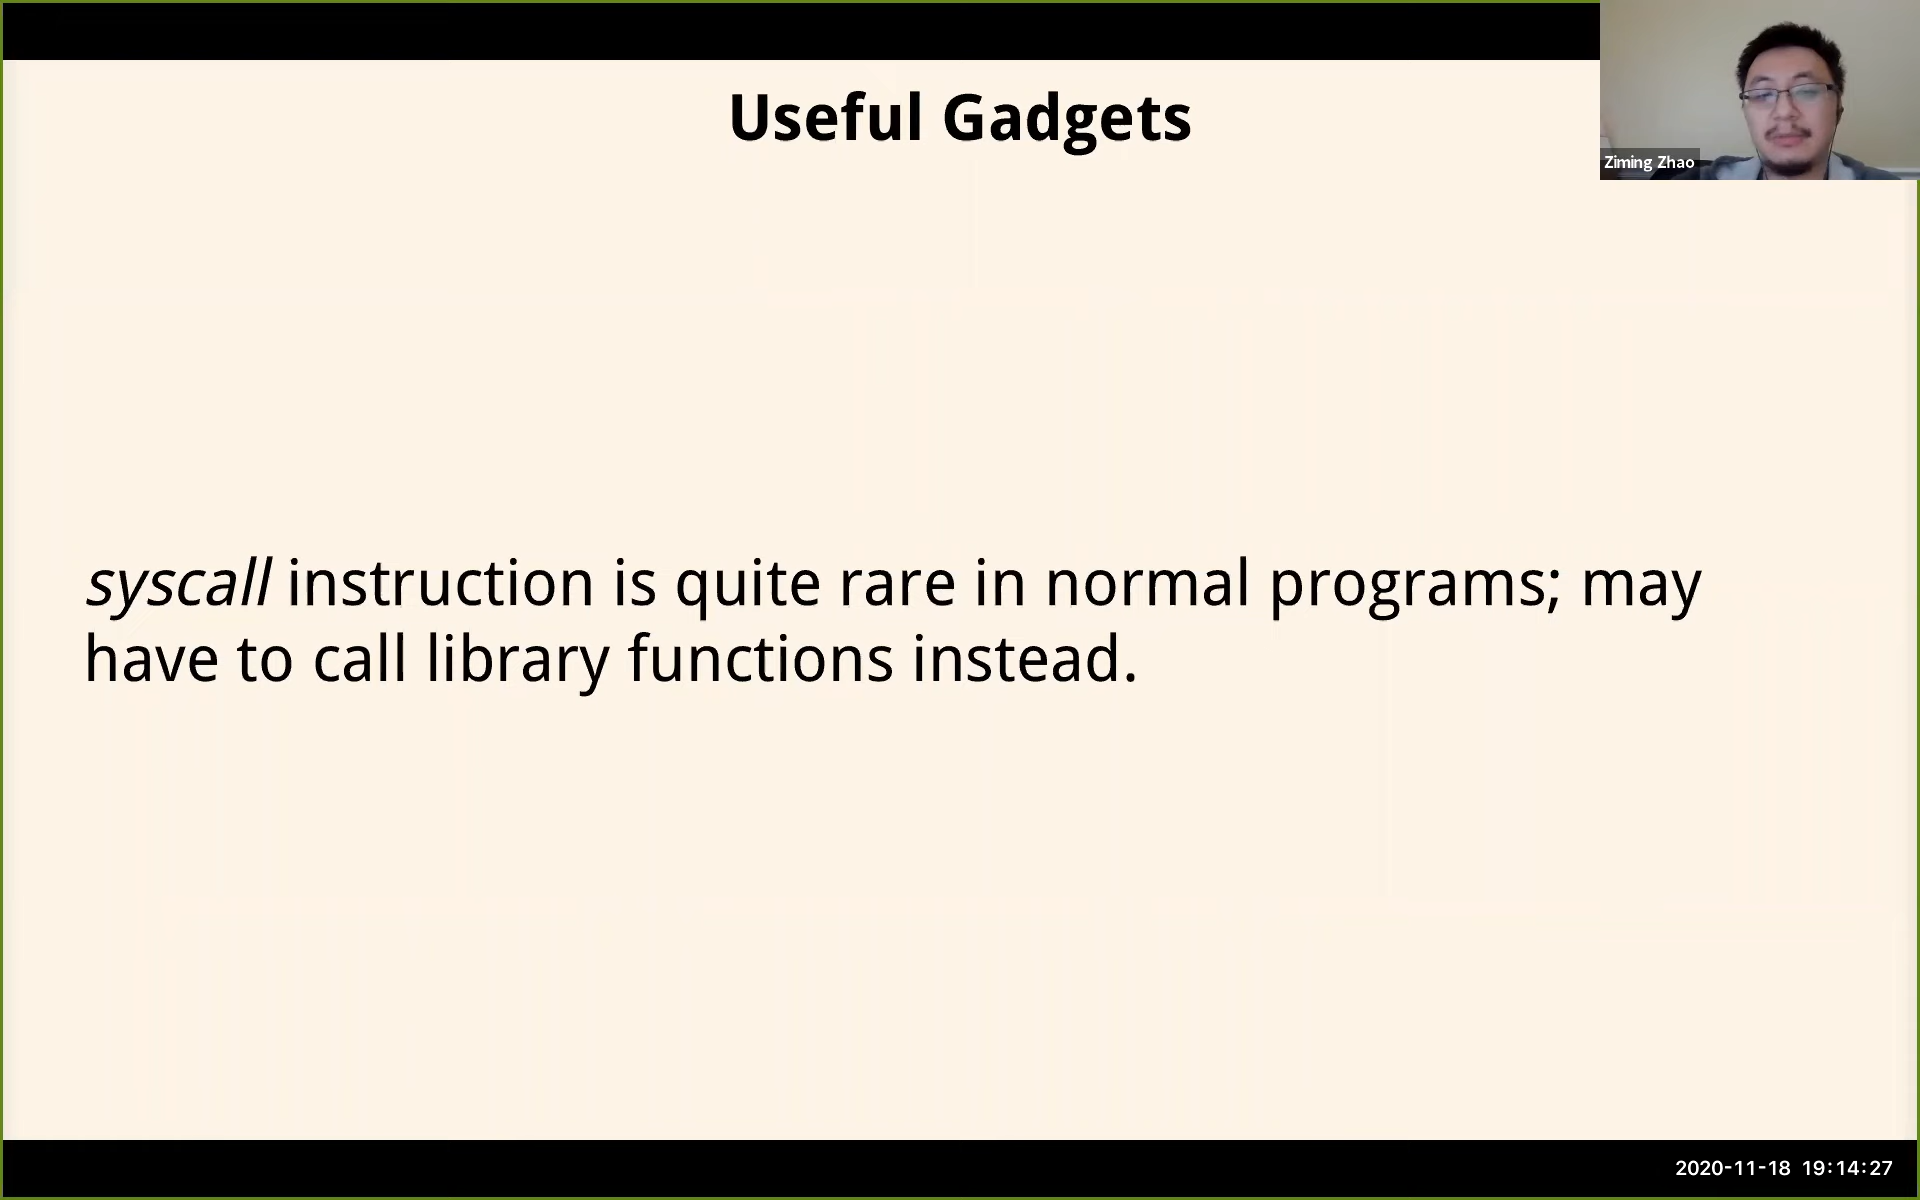 Useful Gadgets
Ziming Zhao
syscall instruction is quite rare in normal programs; may
have to call library functions instead.
2020-11-18 19:14:27